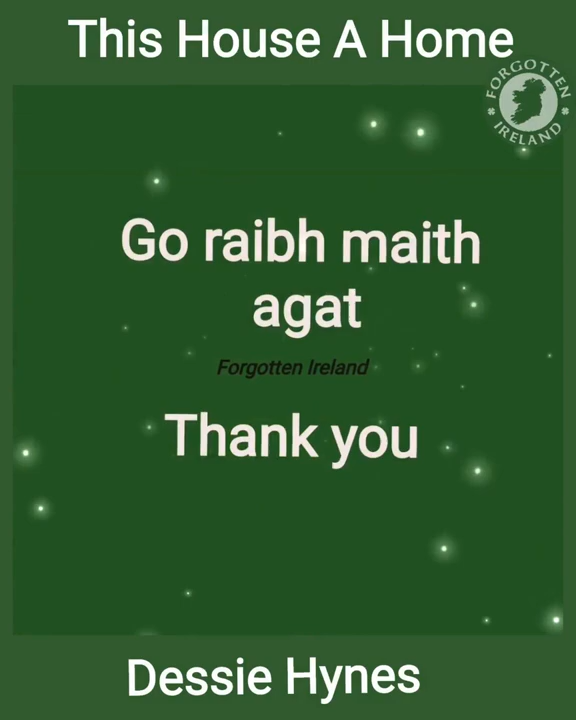 This House A Home
FORGOTTEN
IRELAND
Go raibh maith
agat
Forgotten Ireland
Thank you
Dessie Hynes